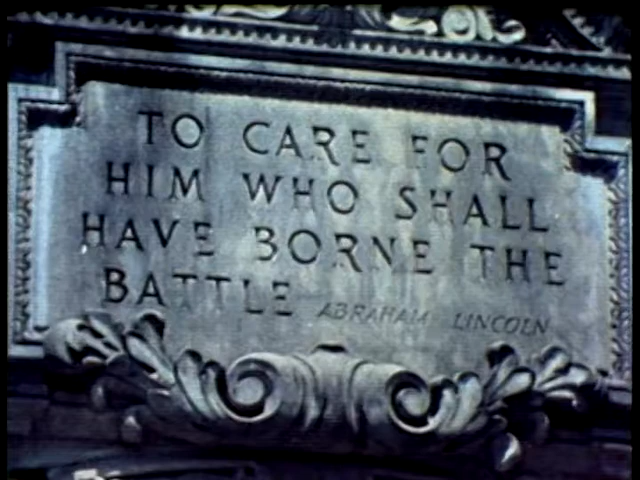 TO CARE FOR
HIM WHO SHALL
HAVE BORNE THE
BATTLE ABRAHAM LINCOLN